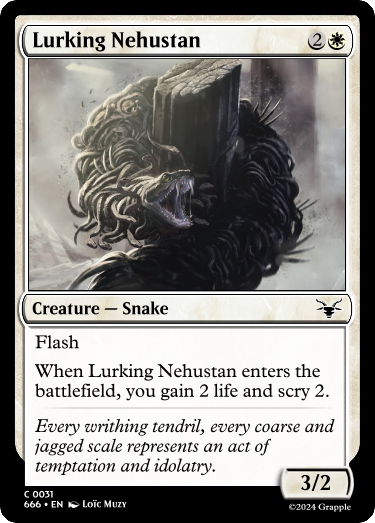 Lurking Nehustan 2
Creature — Snake
Flash
When Lurking Nehustan enters the
battlefield, you gain 2 life and scry 2.
Every writhing tendril, every coarse and
jagged scale represents an act of
temptation and idolatry.
3/2
C 0031
666 • EN Loïc Muzy
©2024 Grapple